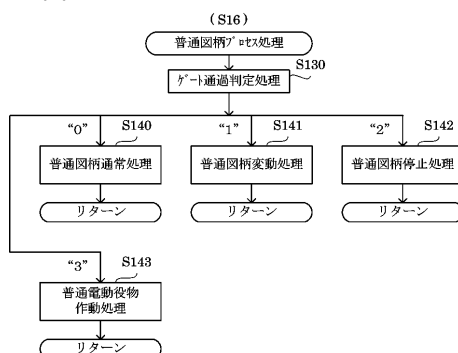 (S16)
普通図柄ﾌﾟﾛｾｽ処理
S130
ｹﾞｰﾄ通過判定処理
“0” S140 “1” S141 “2” S142
普通図柄通常処理 普通図柄変動処理 普通図柄停止処理
リターン リターン リターン
“3” S143
普通電動役物
作動処理
リターン